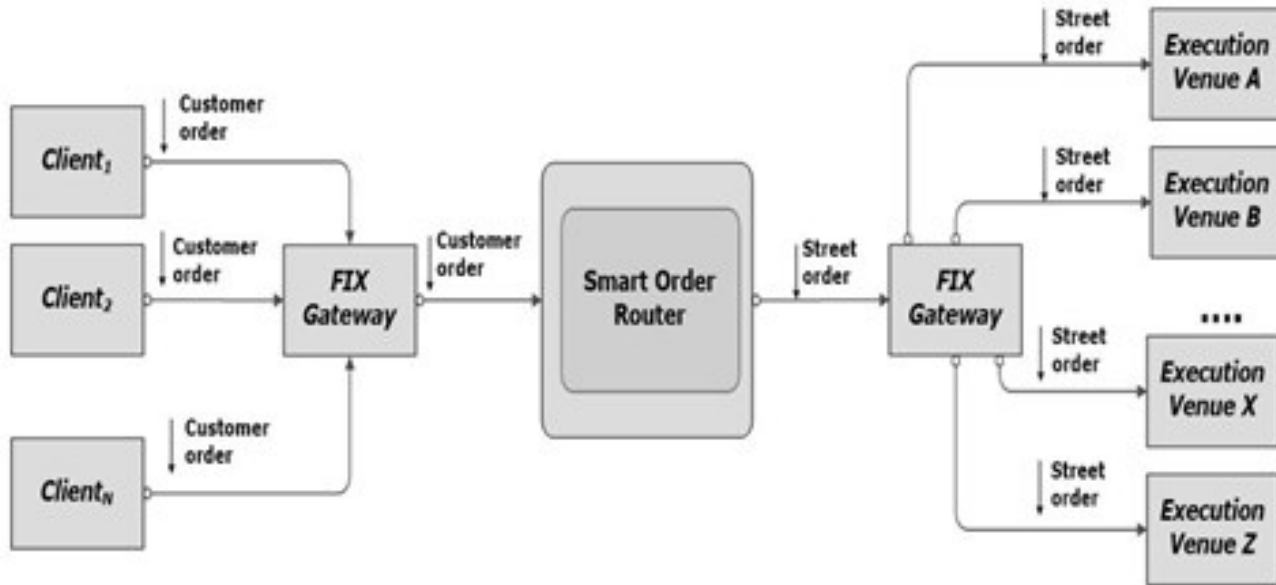 Customer
order
Client₁
Customer
order
Client₂
Customer
order
Client_N
FIX
Gateway
Customer
order
Smart Order
Router
Street
order
FIX
Gateway
Street
order
Execution
Venue A
Street
order
Execution
Venue B
....
Street
order
Execution
Venue X
Street
order
Execution
Venue Z